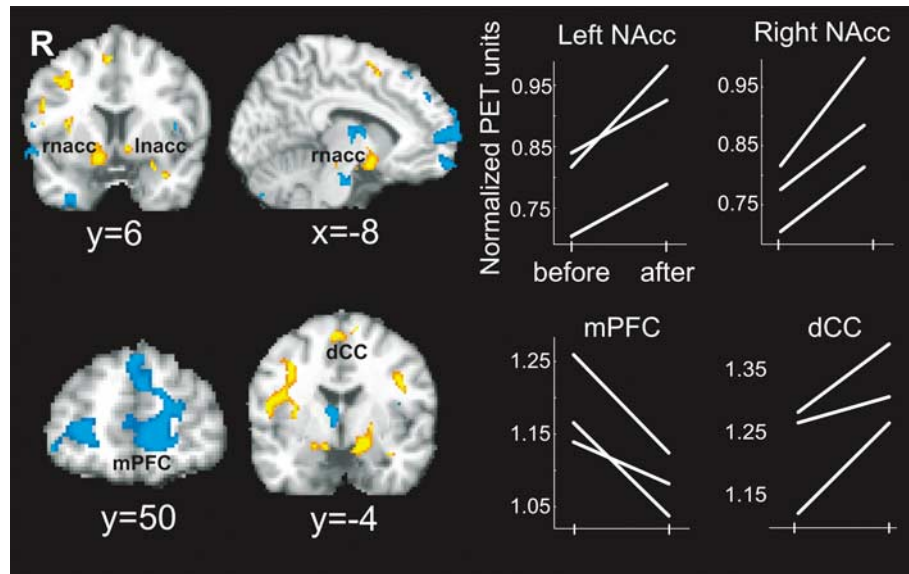 R
rnacc
lnacc
y=6
rnacc
x=-8
mPFC
y=50
dCC
y=-4
Normalized PET units
Left NAcc
0.95
0.85
0.75
before
after
Right NAcc
0.95
0.85
0.75
mPFC
1.25
1.15
1.05
dCC
1.35
1.25
1.15